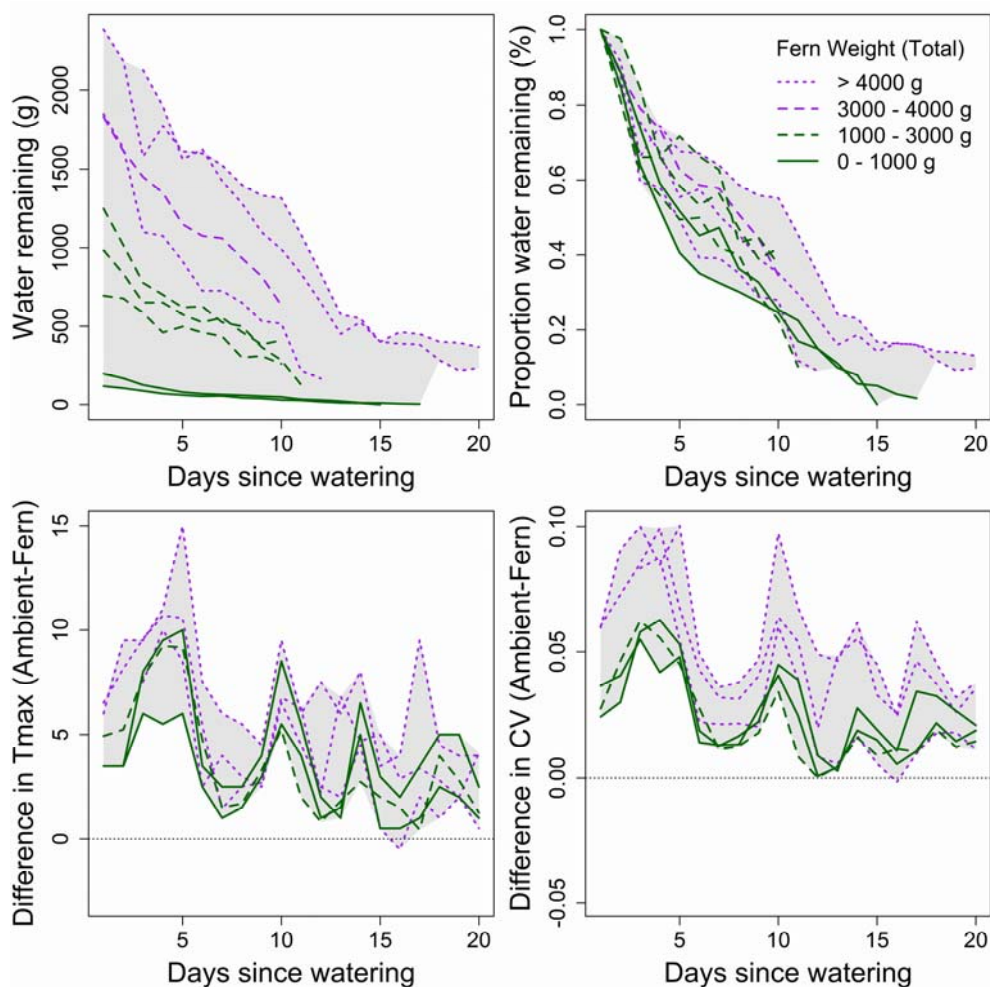 Water remaining (g)
0 500 1000 1500 2000
5 10 15 20
Days since watering
Proportion water remaining (%)
0.0 0.2 0.4 0.6 0.8 1.0
Fern Weight (Total)
> 4000 g
3000 - 4000 g
1000 - 3000 g
0 - 1000 g
5 10 15 20
Days since watering
Difference in Tmax (Ambient-Fern)
0 5 10 15
5 10 15 20
Days since watering
Difference in CV (Ambient-Fern)
-0.05 0.00 0.05 0.10
5 10 15 20
Days since watering